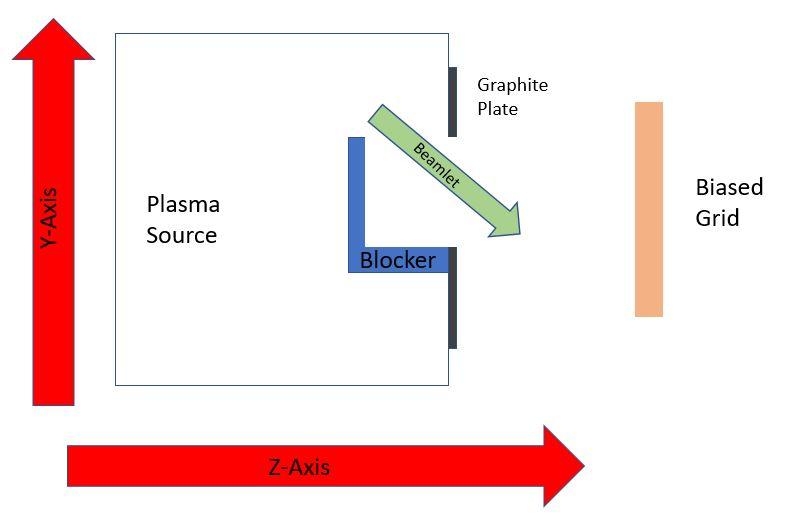 Graphite
Plate
Beamlet
Y-Axis
Plasma
Source
Biased
Grid
Blocker
Z-Axis